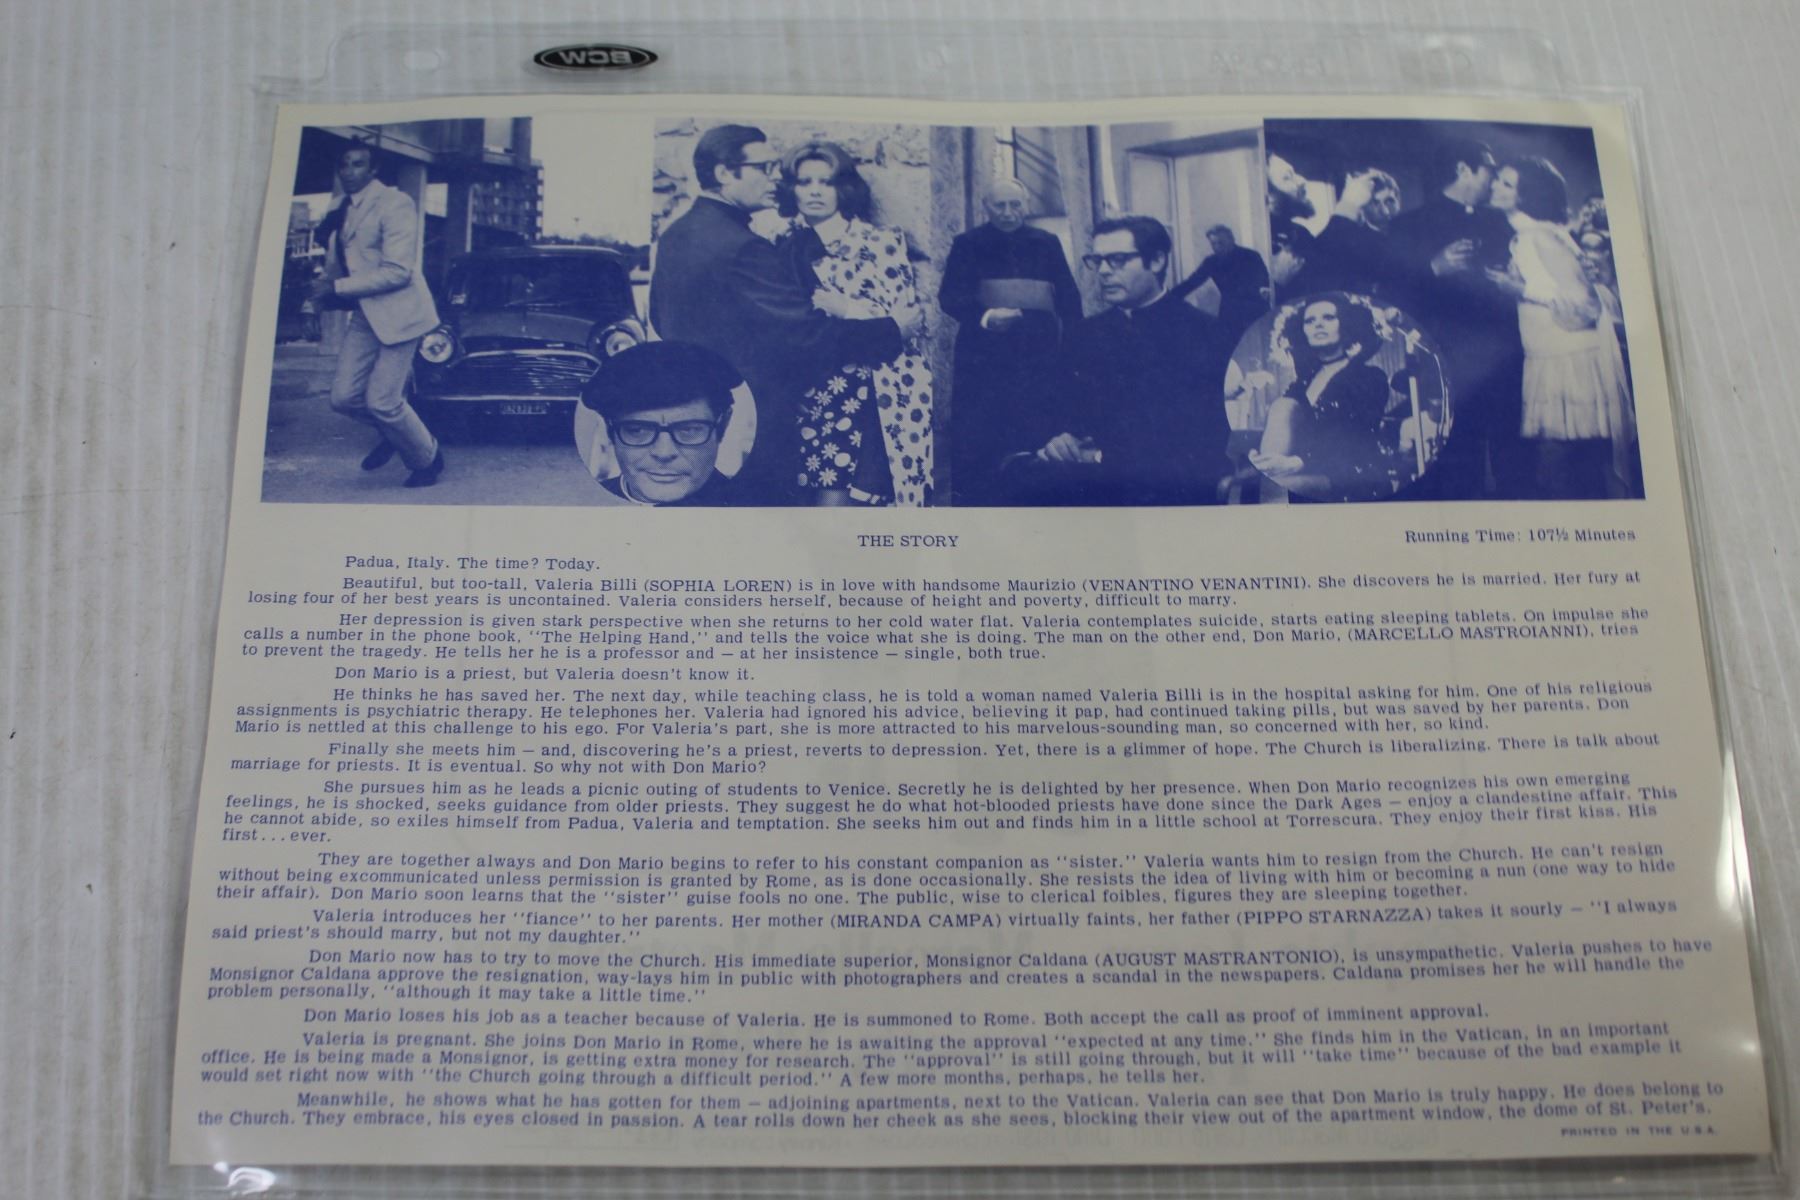 BCW
THE STORY
Running Time: 107½ Minutes
Padua, Italy. The time? Today.
Beautiful, but too-tall, Valeria Billi (SOPHIA LOREN) is in love with handsome Maurizio (VENANTINO VENANTINI). She discovers he is married. Her fury at
losing four of her best years is uncontained. Valeria considers herself, because of height and poverty, difficult to marry.
Her depression is given stark perspective when she returns to her cold water flat. Valeria contemplates suicide, starts eating sleeping tablets. On impulse she
calls a number in the phone book, "The Helping Hand," and tells the voice what she is doing. The man on the other end, Don Mario, (MARCELLO MASTROIANNI), tries
to prevent the tragedy. He tells her he is a professor and — at her insistence — single, both true.
Don Mario is a priest, but Valeria doesn't know it.
He thinks he has saved her. The next day, while teaching class, he is told a woman named Valeria Billi is in the hospital asking for him. One of his religious
assignments is psychiatric therapy. He telephones her. Valeria had ignored his advice, believing it pap, had continued taking pills, but was saved by her parents. Don
Mario is nettled at this challenge to his ego. For Valeria's part, she is more attracted to his marvelous-sounding man, so concerned with her, so kind.
Finally she meets him — and, discovering he's a priest, reverts to depression. Yet, there is a glimmer of hope. The Church is liberalizing. There is talk about
marriage for priests. It is eventual. So why not with Don Mario?
She pursues him as he leads a picnic outing of students to Venice. Secretly he is delighted by her presence. When Don Mario recognizes his own emerging
feelings, he is shocked, seeks guidance from older priests. They suggest he do what hot-blooded priests have done since the Dark Ages — enjoy a clandestine affair. This
he cannot abide, so exiles himself from Padua, Valeria and temptation. She seeks him out and finds him in a little school at Torrescura. They enjoy their first kiss. His
first...ever.
They are together always and Don Mario begins to refer to his constant companion as "sister." Valeria wants him to resign from the Church. He can't resign
without being excommunicated unless permission is granted by Rome, as is done occasionally. She resists the idea of living with him or becoming a nun (one way to hide
their affair). Don Mario soon learns that the "sister" guise fools no one. The public, wise to clerical foibles, figures they are sleeping together.
Valeria introduces her "fiance" to her parents. Her mother (MIRANDA CAMPA) virtually faints, her father (PIPPO STARNAZZA) takes it sourly — "I always
said priest's should marry, but not my daughter."
Don Mario now has to try to move the Church. His immediate superior, Monsignor Caldana (AUGUST MASTRANTONIO), is unsympathetic. Valeria pushes to have
Monsignor Caldana approve the resignation, way-lays him in public with photographers and creates a scandal in the newspapers. Caldana promises her he will handle the
problem personally, "although it may take a little time."
Don Mario loses his job as a teacher because of Valeria. He is summoned to Rome. Both accept the call as proof of imminent approval.
Valeria is pregnant. She joins Don Mario in Rome, where he is awaiting the approval "expected at any time." She finds him in the Vatican, in an important
office. He is being made a Monsignor, is getting extra money for research. The "approval" is still going through, but it will "take time" because of the bad example it
would set right now with "the Church going through a difficult period." A few more months, perhaps, he tells her.
Meanwhile, he shows what he has gotten for them — adjoining apartments, next to the Vatican. Valeria can see that Don Mario is truly happy. He does belong to
the Church. They embrace, his eyes closed in passion. A tear rolls down her cheek as she sees, blocking their view out of the apartment window, the dome of St. Peter's.
PRINTED IN THE U.S.A.